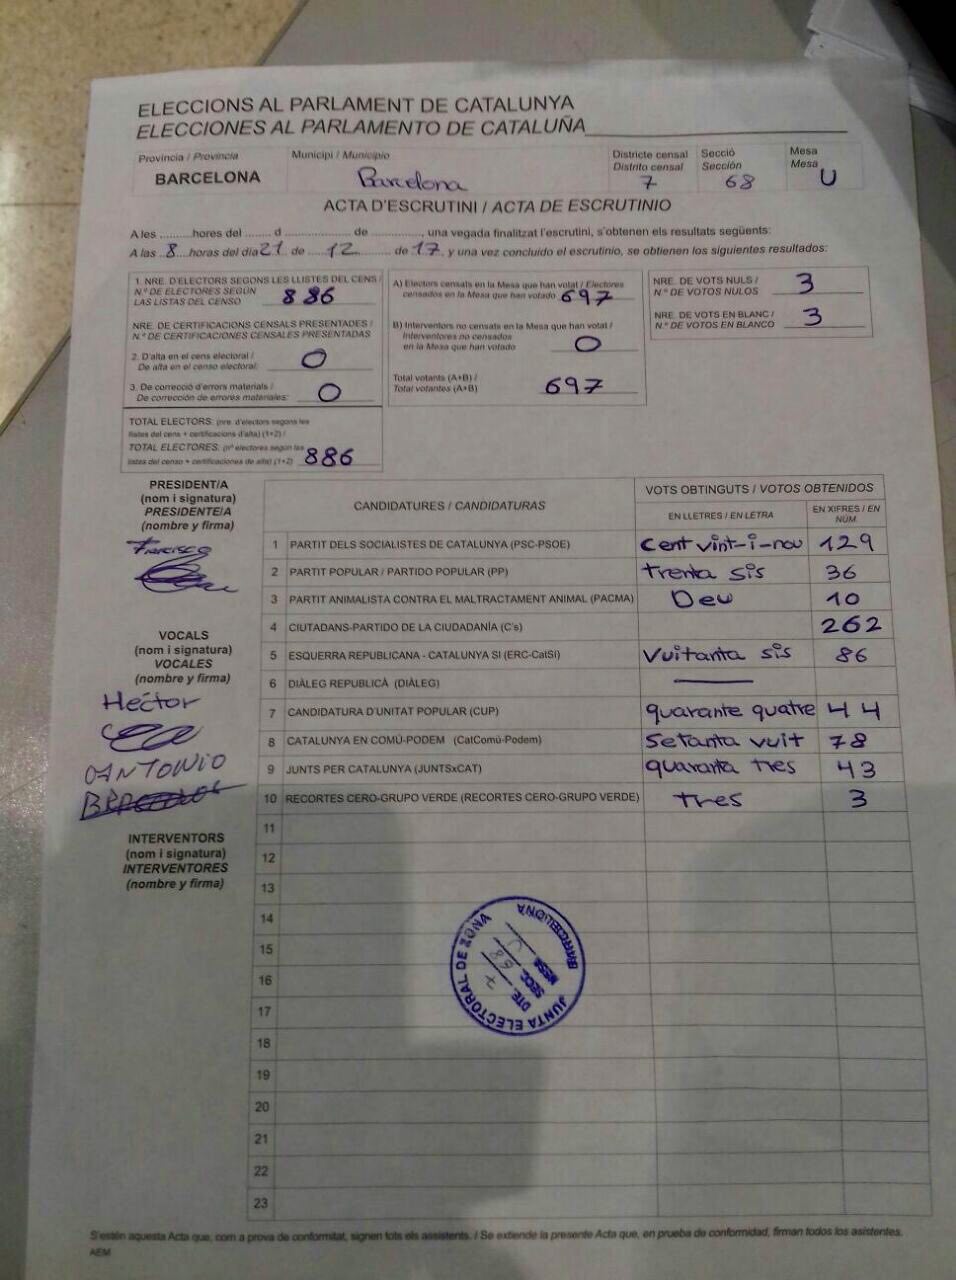 ELECCIONS AL PARLAMENT DE CATALUNYA
ELECCIONES AL PARLAMENTO DE CATALUÑA
Província / Provincia
BARCELONA
Municipi / Municipio
Barcelona
Districte censal
Distrito censal
7
Secció
Sección
68
Mesa
Mesa
U
ACTA D'ESCRUTINI / ACTA DE ESCRUTINIO
A les ..........hores del ....... d ................. de .............., una vegada finalitzat l'escrutini, s'obtenen els resultats següents:
A las ..8...horas del día 21 de ....12........ de 17, y una vez concluido el escrutinio, se obtienen los siguientes resultados:
1. NRE. D'ELECTORS SEGONS LES LLISTES DEL CENS /
N.º DE ELECTORES SEGÚN
LAS LISTAS DEL CENSO 886
NRE. DE CERTIFICACIONS CENSALS PRESENTADES /
N.º DE CERTIFICACIONES CENSALES PRESENTADAS
2. D'alta en el cens electoral /
De alta en el censo electoral: 0
3. De correcció d'errors materials /
De corrección de errores materiales: 0
TOTAL ELECTORS: (nre. d'electors segons les
llistes del cens + certificacions d'alta) (1+2) /
TOTAL ELECTORES: (nº electores según las
listas del censo + certificaciones de alta) (1+2) 886
A) Electors censats en la Mesa que han votat / Electores
censados en la Mesa que han votado 697
B) Interventors no censats en la Mesa que han votat /
Interventores no censados
en la Mesa que han votado 0
Total votants (A+B) /
Total votantes (A+B) 697
NRE. DE VOTS NULS /
N.º DE VOTOS NULOS 3
NRE. DE VOTS EN BLANC /
N.º DE VOTOS EN BLANCO 3
PRESIDENT/A
(nom i signatura)
PRESIDENTE/A
(nombre y firma)
Francisco
VOCALS
(nom i signatura)
VOCALES
(nombre y firma)
Hector
ANTONIO
INTERVENTORS
(nom i signatura)
INTERVENTORES
(nombre y firma)
CANDIDATURES / CANDIDATURAS
VOTS OBTINGUTS / VOTOS OBTENIDOS
EN LLETRES / EN LETRA
EN XIFRES / EN
NÚM.
1 PARTIT DELS SOCIALISTES DE CATALUNYA (PSC-PSOE) Cent vint-i-nou 129
2 PARTIT POPULAR / PARTIDO POPULAR (PP) trenta sis 36
3 PARTIT ANIMALISTA CONTRA EL MALTRACTAMENT ANIMAL (PACMA) Deu 10
4 CIUTADANS-PARTIDO DE LA CIUDADANÍA (C's) 262
5 ESQUERRA REPUBLICANA - CATALUNYA SI (ERC-CatSí) Vuitanta sis 86
6 DIÀLEG REPUBLICÀ (DIÀLEG)
7 CANDIDATURA D'UNITAT POPULAR (CUP) quarante quatre 44
8 CATALUNYA EN COMÚ-PODEM (CatComú-Podem) Setanta vuit 78
9 JUNTS PER CATALUNYA (JUNTSxCAT) quaranta tres 43
10 RECORTES CERO-GRUPO VERDE (RECORTES CERO-GRUPO VERDE) tres 3
11
12
13
14
15
16
17
18
19
20
21
22
23
JUNTA ELECTORAL DE ZONA
BARCELONA
DTE. 7
SECC. 68
MESA U
S'estén aquesta Acta que, com a prova de conformitat, signen tots els assistents. / Se extiende la presente Acta que, en prueba de conformidad, firman todos los asistentes.
AEM